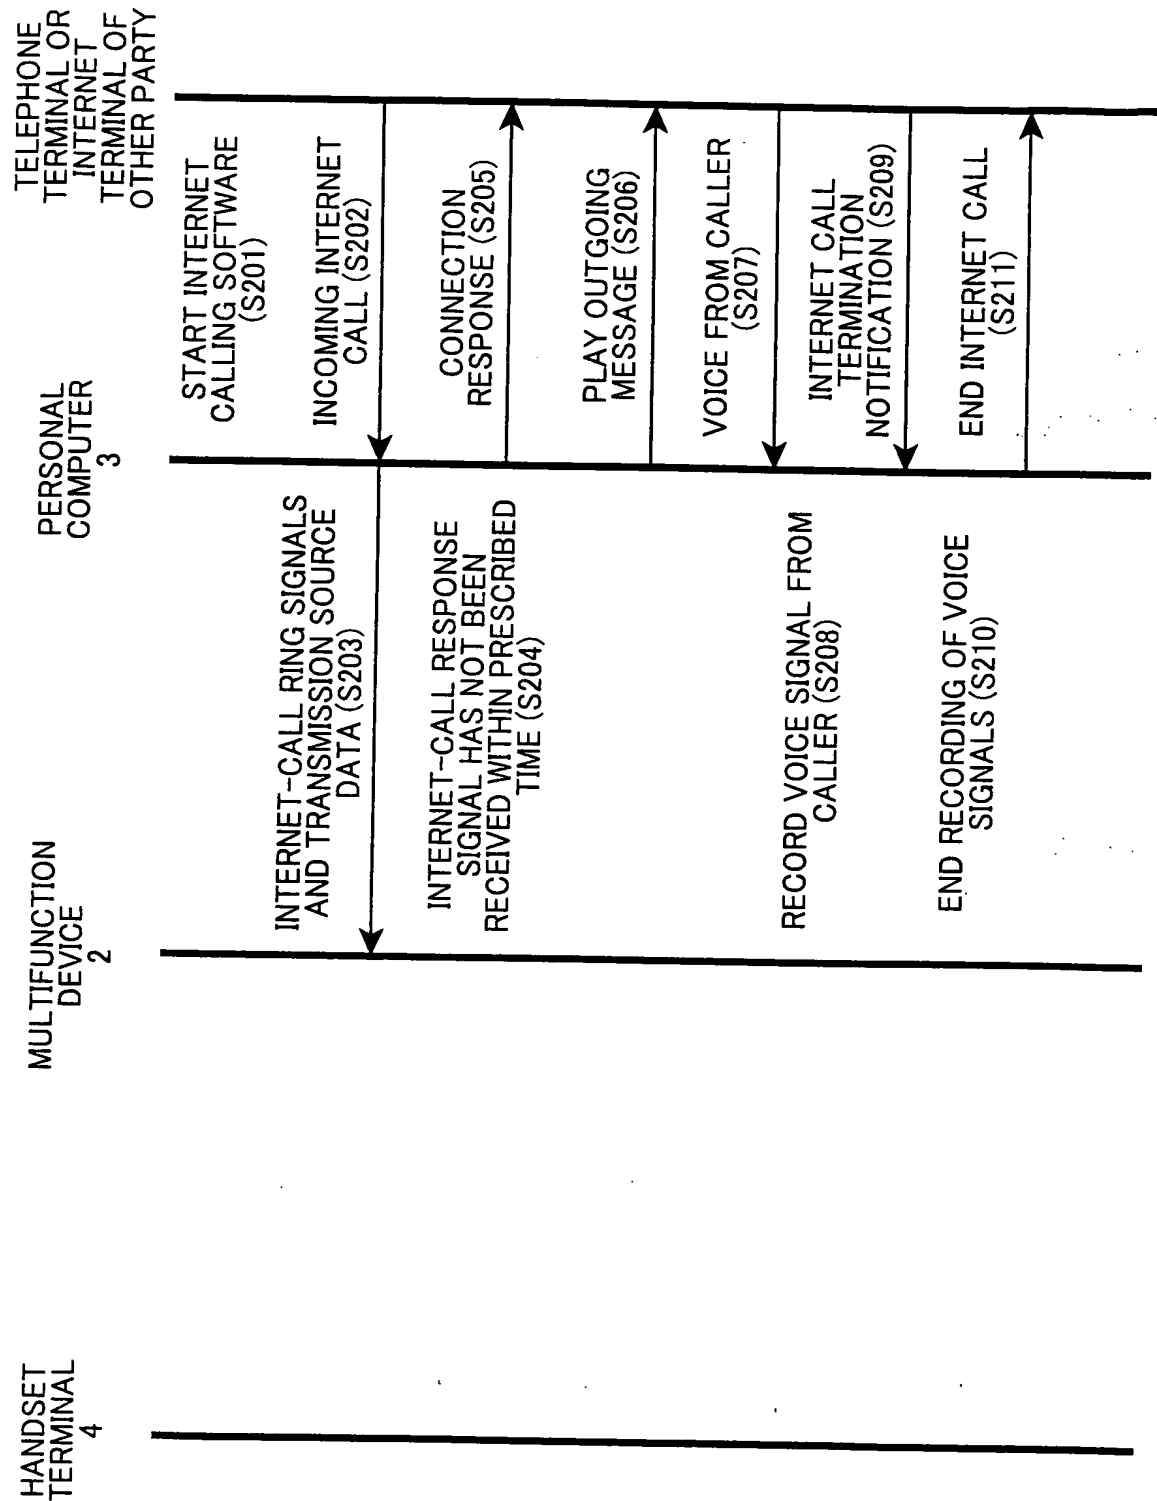 HANDSET
TERMINAL
4
MULTIFUNCTION
DEVICE
2
PERSONAL
COMPUTER
3
TELEPHONE
TERMINAL OR
INTERNET
TERMINAL OF
OTHER PARTY
START INTERNET
CALLING SOFTWARE
(S201)
INCOMING INTERNET
CALL (S202)
INTERNET-CALL RING SIGNALS
AND TRANSMISSION SOURCE
DATA (S203)
INTERNET-CALL RESPONSE
SIGNAL HAS NOT BEEN
RECEIVED WITHIN PRESCRIBED
TIME (S204)
CONNECTION
RESPONSE (S205)
PLAY OUTGOING
MESSAGE (S206)
VOICE FROM CALLER
(S207)
RECORD VOICE SIGNAL FROM
CALLER (S208)
INTERNET CALL
TERMINATION
NOTIFICATION (S209)
END RECORDING OF VOICE
SIGNALS (S210)
END INTERNET CALL
(S211)